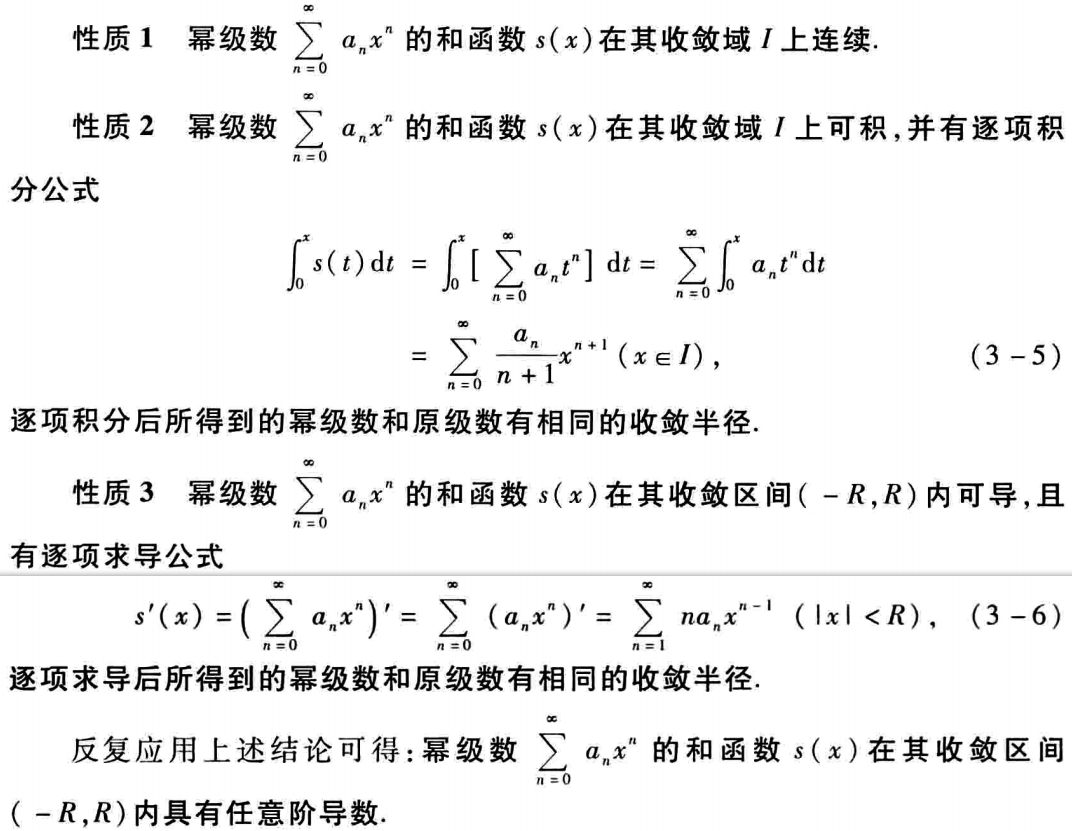 性质1 幂级数 $\sum_{n=0}^{\infty} a_n x^n$ 的和函数 s(x)在其收敛域 I 上连续.
性质2 幂级数 $\sum_{n=0}^{\infty} a_n x^n$ 的和函数 s(x)在其收敛域 I 上可积,并有逐项积
分公式
$\int_0^x s(t)dt = \int_0^x [\sum_{n=0}^{\infty} a_n t^n] dt = \sum_{n=0}^{\infty} \int_0^x a_n t^n dt$
$= \sum_{n=0}^{\infty} \frac{a_n}{n+1} x^{n+1} (x \in I),$ (3-5)
逐项积分后所得到的幂级数和原级数有相同的收敛半径.
性质3 幂级数 $\sum_{n=0}^{\infty} a_n x^n$ 的和函数 s(x)在其收敛区间(-R,R)内可导,且
有逐项求导公式
$s'(x) = (\sum_{n=0}^{\infty} a_n x^n)' = \sum_{n=0}^{\infty} (a_n x^n)' = \sum_{n=1}^{\infty} na_n x^{n-1} (|x|<R),$ (3-6)
逐项求导后所得到的幂级数和原级数有相同的收敛半径.
反复应用上述结论可得:幂级数 $\sum_{n=0}^{\infty} a_n x^n$ 的和函数 s(x)在其收敛区间
(-R,R)内具有任意阶导数.